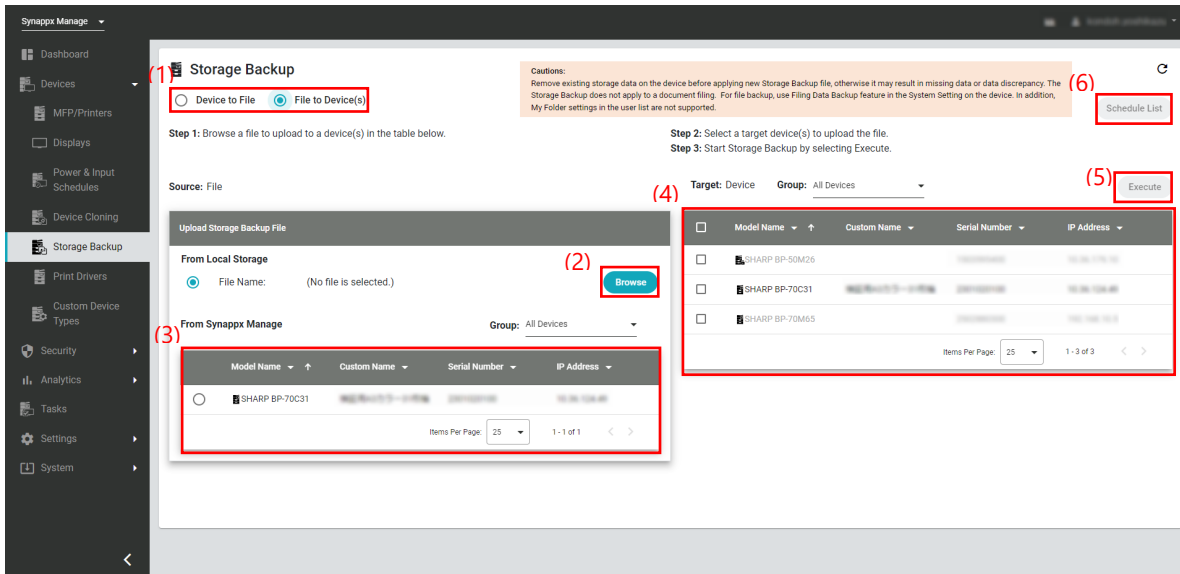 Synappx Manage
Dashboard
Devices
MFP/Printers
Displays
Power & Input
Schedules
Device Cloning
Storage Backup
Print Drivers
Custom Device
Types
Security
Analytics
Tasks
Settings
System
(1)
Storage Backup
Device to File
File to Device(s)
Cautions:
Remove existing storage data on the device before applying new Storage Backup file, otherwise it may result in missing data or data discrepancy. The
Storage Backup does not apply to a document filing. For file backup, use Filing Data Backup feature in the System Setting on the device. In addition,
My Folder settings in the user list are not supported.
(6)
Schedule List
Step 1: Browse a file to upload to a device(s) in the table below.
Step 2: Select a target device(s) to upload the file.
Step 3: Start Storage Backup by selecting Execute.
Source: File
(4)
Target: Device Group: All Devices
(5)
Execute
Upload Storage Backup File
From Local Storage
File Name: (No file is selected.)
(2)
Browse
From Synappx Manage
Group: All Devices
(3)
Model Name Custom Name Serial Number IP Address
SHARP BP-70C31
Items Per Page: 25 1 - 1 of 1
Model Name Custom Name Serial Number IP Address
SHARP BP-50M26
SHARP BP-70C31
SHARP BP-70M65
Items Per Page: 25 1 - 3 of 3